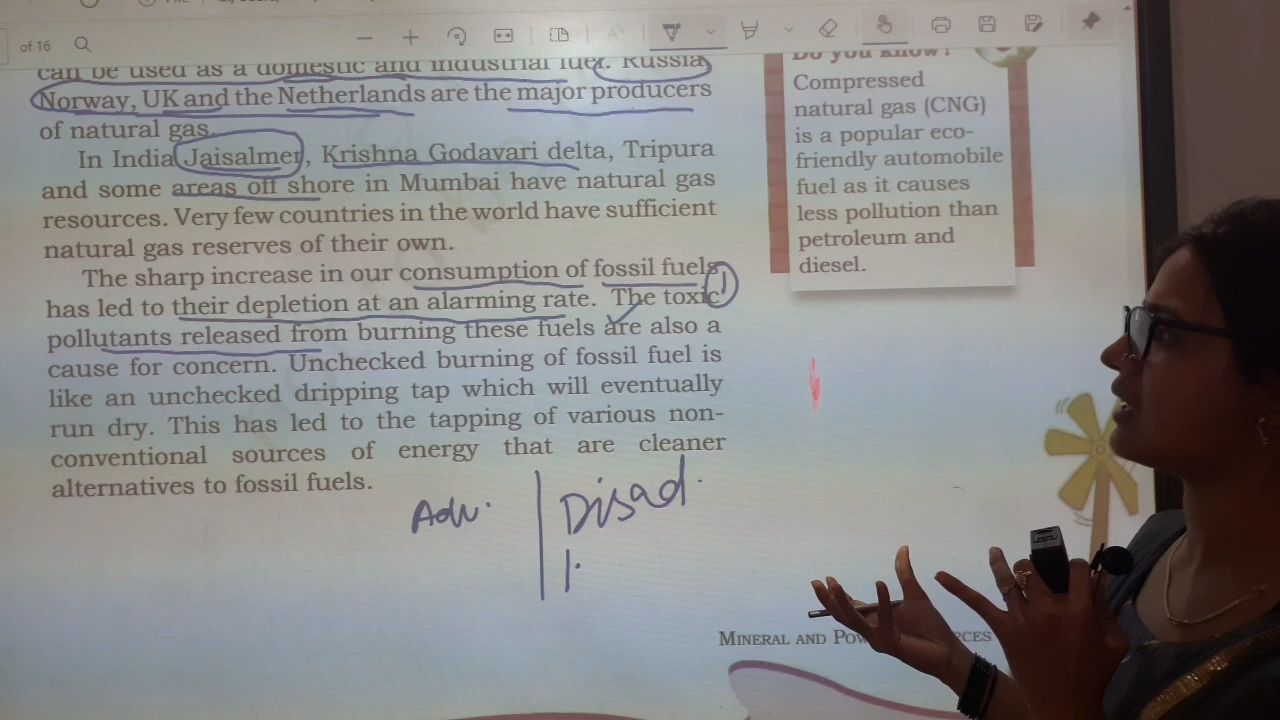 of 16
can be used as a domestic and industrial fuel. Russia,
Norway, UK and the Netherlands are the major producers
of natural gas.
In India Jaisalmer, Krishna Godavari delta, Tripura
and some areas off shore in Mumbai have natural gas
resources. Very few countries in the world have sufficient
natural gas reserves of their own.
The sharp increase in our consumption of fossil fuels
has led to their depletion at an alarming rate. The toxic
pollutants released from burning these fuels are also a
cause for concern. Unchecked burning of fossil fuel is
like an unchecked dripping tap which will eventually
run dry. This has led to the tapping of various non-
conventional sources of energy that are cleaner
alternatives to fossil fuels.
Do you know?
Compressed
natural gas (CNG)
is a popular eco-
friendly automobile
fuel as it causes
less pollution than
petroleum and
diesel.
1
Adv. Disad.
1.
MINERAL AND